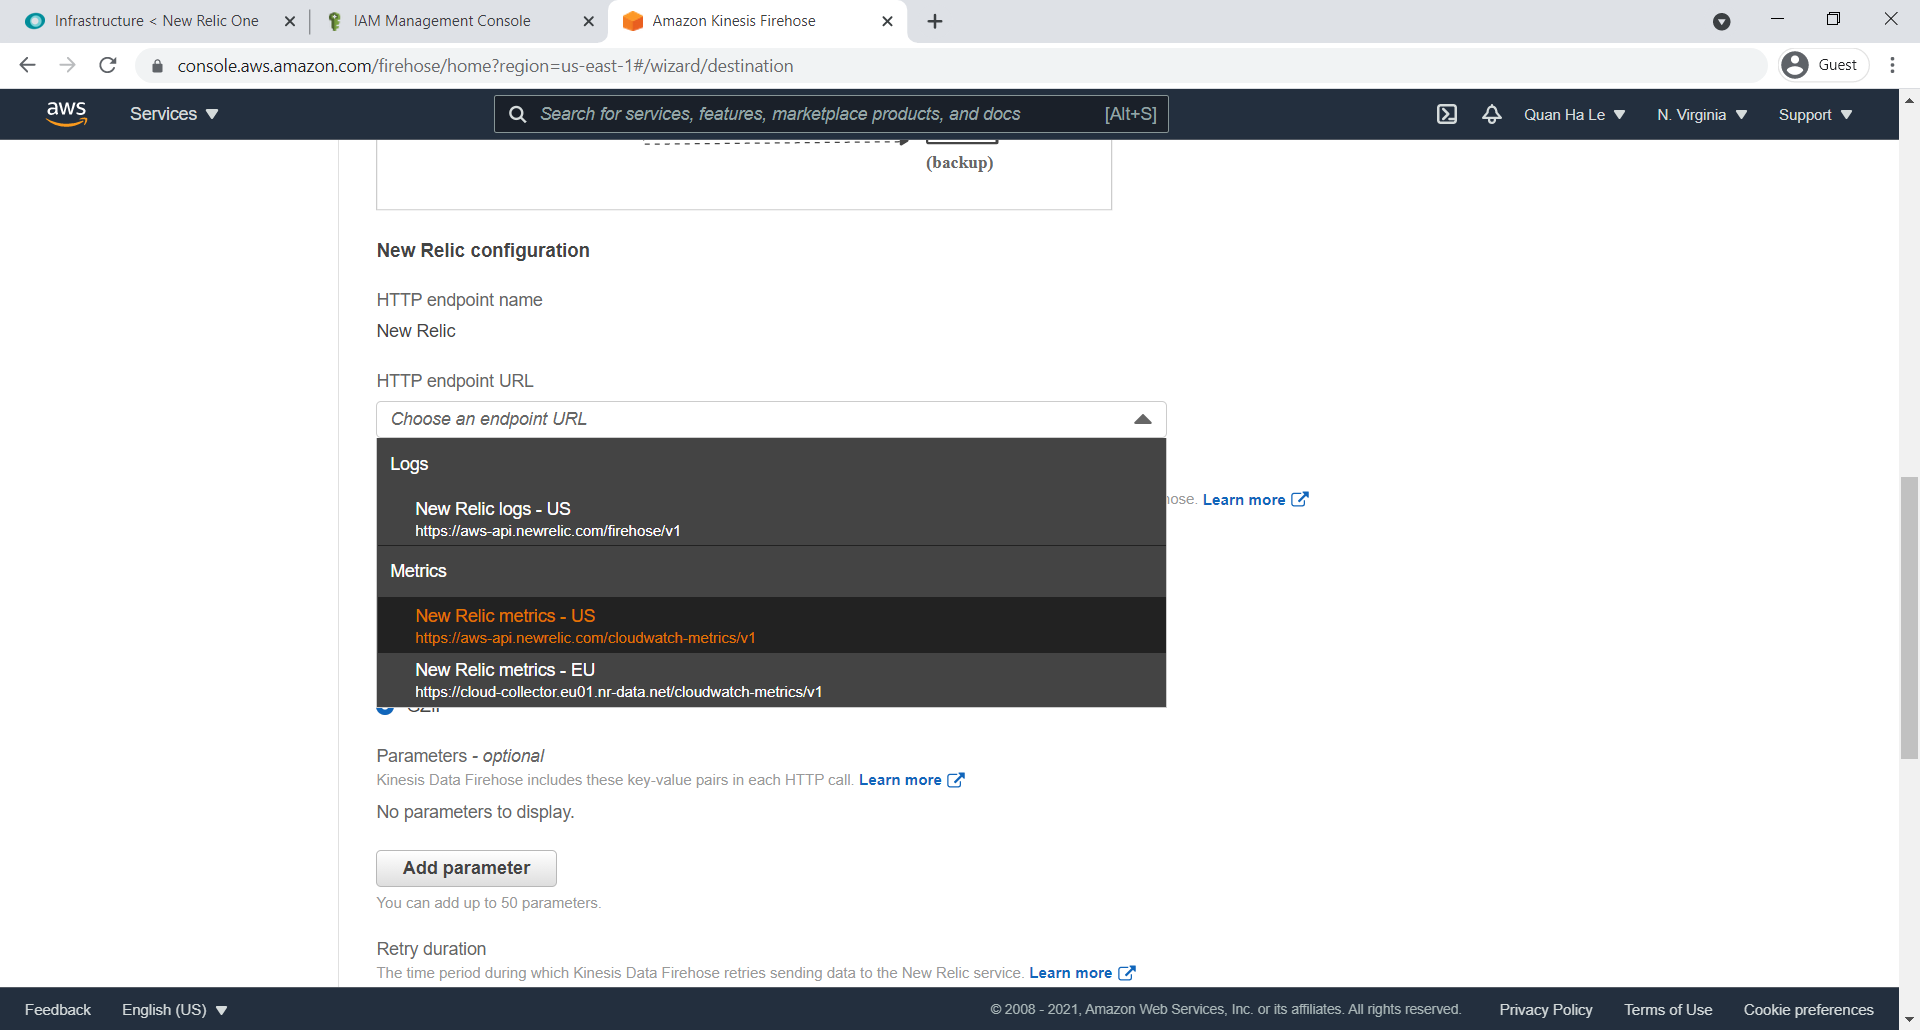 Infrastructure < New Relic One
IAM Management Console
Amazon Kinesis Firehose
console.aws.amazon.com/firehose/home?region=us-east-1#/wizard/destination
Guest
aws
Services
Search for services, features, marketplace products, and docs
[Alt+S]
Quan Ha Le
N. Virginia
Support
(backup)
New Relic configuration
HTTP endpoint name
New Relic
HTTP endpoint URL
Choose an endpoint URL
Logs
New Relic logs - US
https://aws-api.newrelic.com/firehose/v1
Learn more
Metrics
New Relic metrics - US
https://aws-api.newrelic.com/cloudwatch-metrics/v1
New Relic metrics - EU
https://cloud-collector.eu01.nr-data.net/cloudwatch-metrics/v1
Parameters - optional
Kinesis Data Firehose includes these key-value pairs in each HTTP call. Learn more
No parameters to display.
Add parameter
You can add up to 50 parameters.
Retry duration
The time period during which Kinesis Data Firehose retries sending data to the New Relic service. Learn more
Feedback
English (US)
© 2008 - 2021, Amazon Web Services, Inc. or its affiliates. All rights reserved.
Privacy Policy
Terms of Use
Cookie preferences